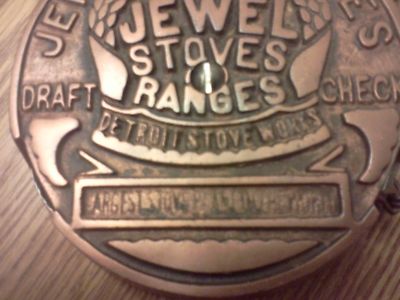 JEWEL
STOVES
RANGES
DRAFT CHECK
DETROIT STOVE WORKS
LARGEST STOVE PLANT IN THE WORLD